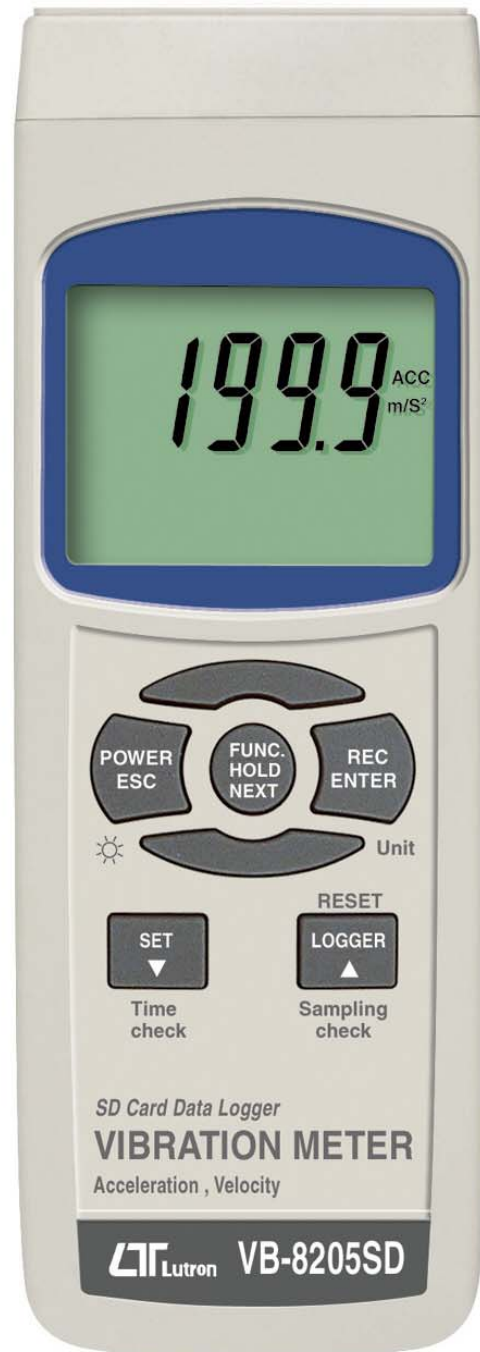 199.9 ACC
m/S²
POWER
ESC
FUNC.
HOLD
NEXT
REC
ENTER
Unit
RESET
SET
▼
LOGGER
▲
Time
check
Sampling
check
SD Card Data Logger
VIBRATION METER
Acceleration , Velocity
LT Lutron VB-8205SD